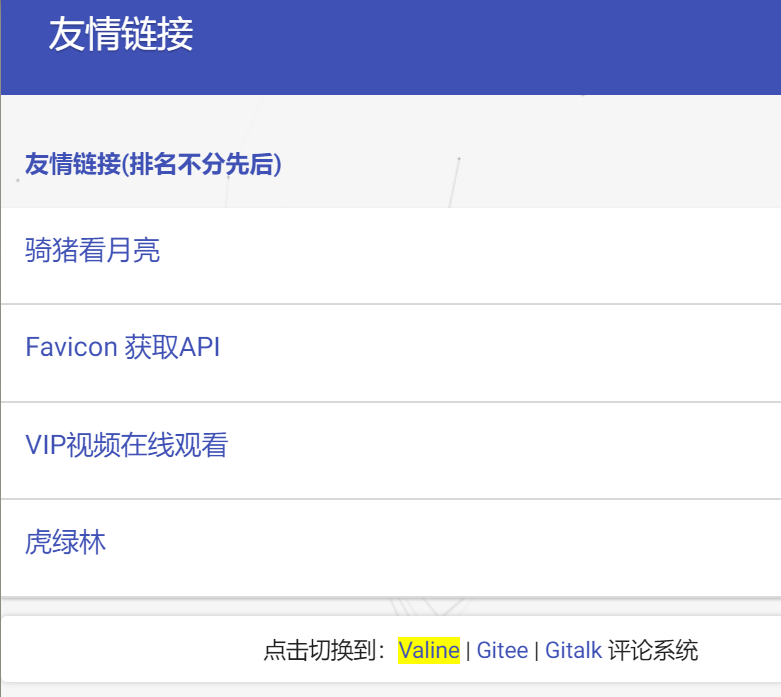 友情链接
友情链接(排名不分先后)
骑猪看月亮
Favicon 获取API
VIP视频在线观看
虎绿林
点击切换到：Valine | Gitee | Gitalk 评论系统